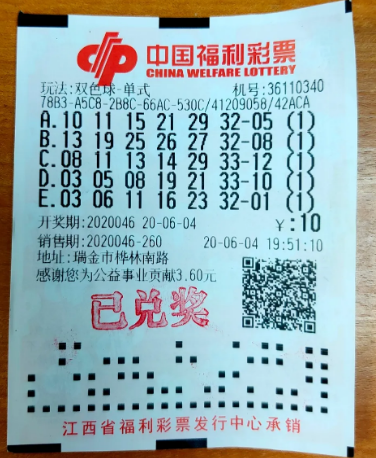 中国福利彩票
CHINA WELFARE LOTTERY
玩法:双色球-单式 机号:36110340
78B3-A5C8-2B8C-66AC-530C/41209058/42ACA
A.10 11 15 21 29 32-05 (1)
B.13 19 25 26 27 32-08 (1)
C.08 11 13 14 29 33-12 (1)
D.03 05 08 19 21 33-10 (1)
E.03 06 11 16 23 32-01 (1)
开奖期:2020046 20-06-04 ¥:10
销售期:2020046-260 20-06-04 19:51:10
地址:瑞金市桦林南路
感谢您为公益事业贡献3.60元
已兑奖
江西省福利彩票发行中心承销